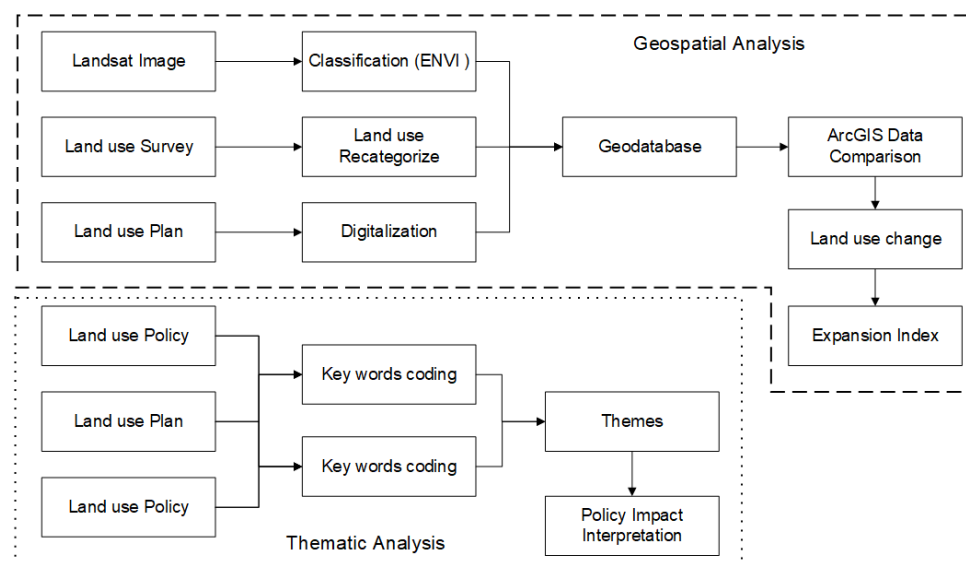 Geospatial Analysis
Landsat Image
Classification (ENVI )
Land use Survey
Land use
Recategorize
Geodatabase
ArcGIS Data
Comparison
Land use Plan
Digitalization
Land use change
Expansion Index
Land use Policy
Key words coding
Land use Plan
Themes
Key words coding
Land use Policy
Policy Impact
Interpretation
Thematic Analysis